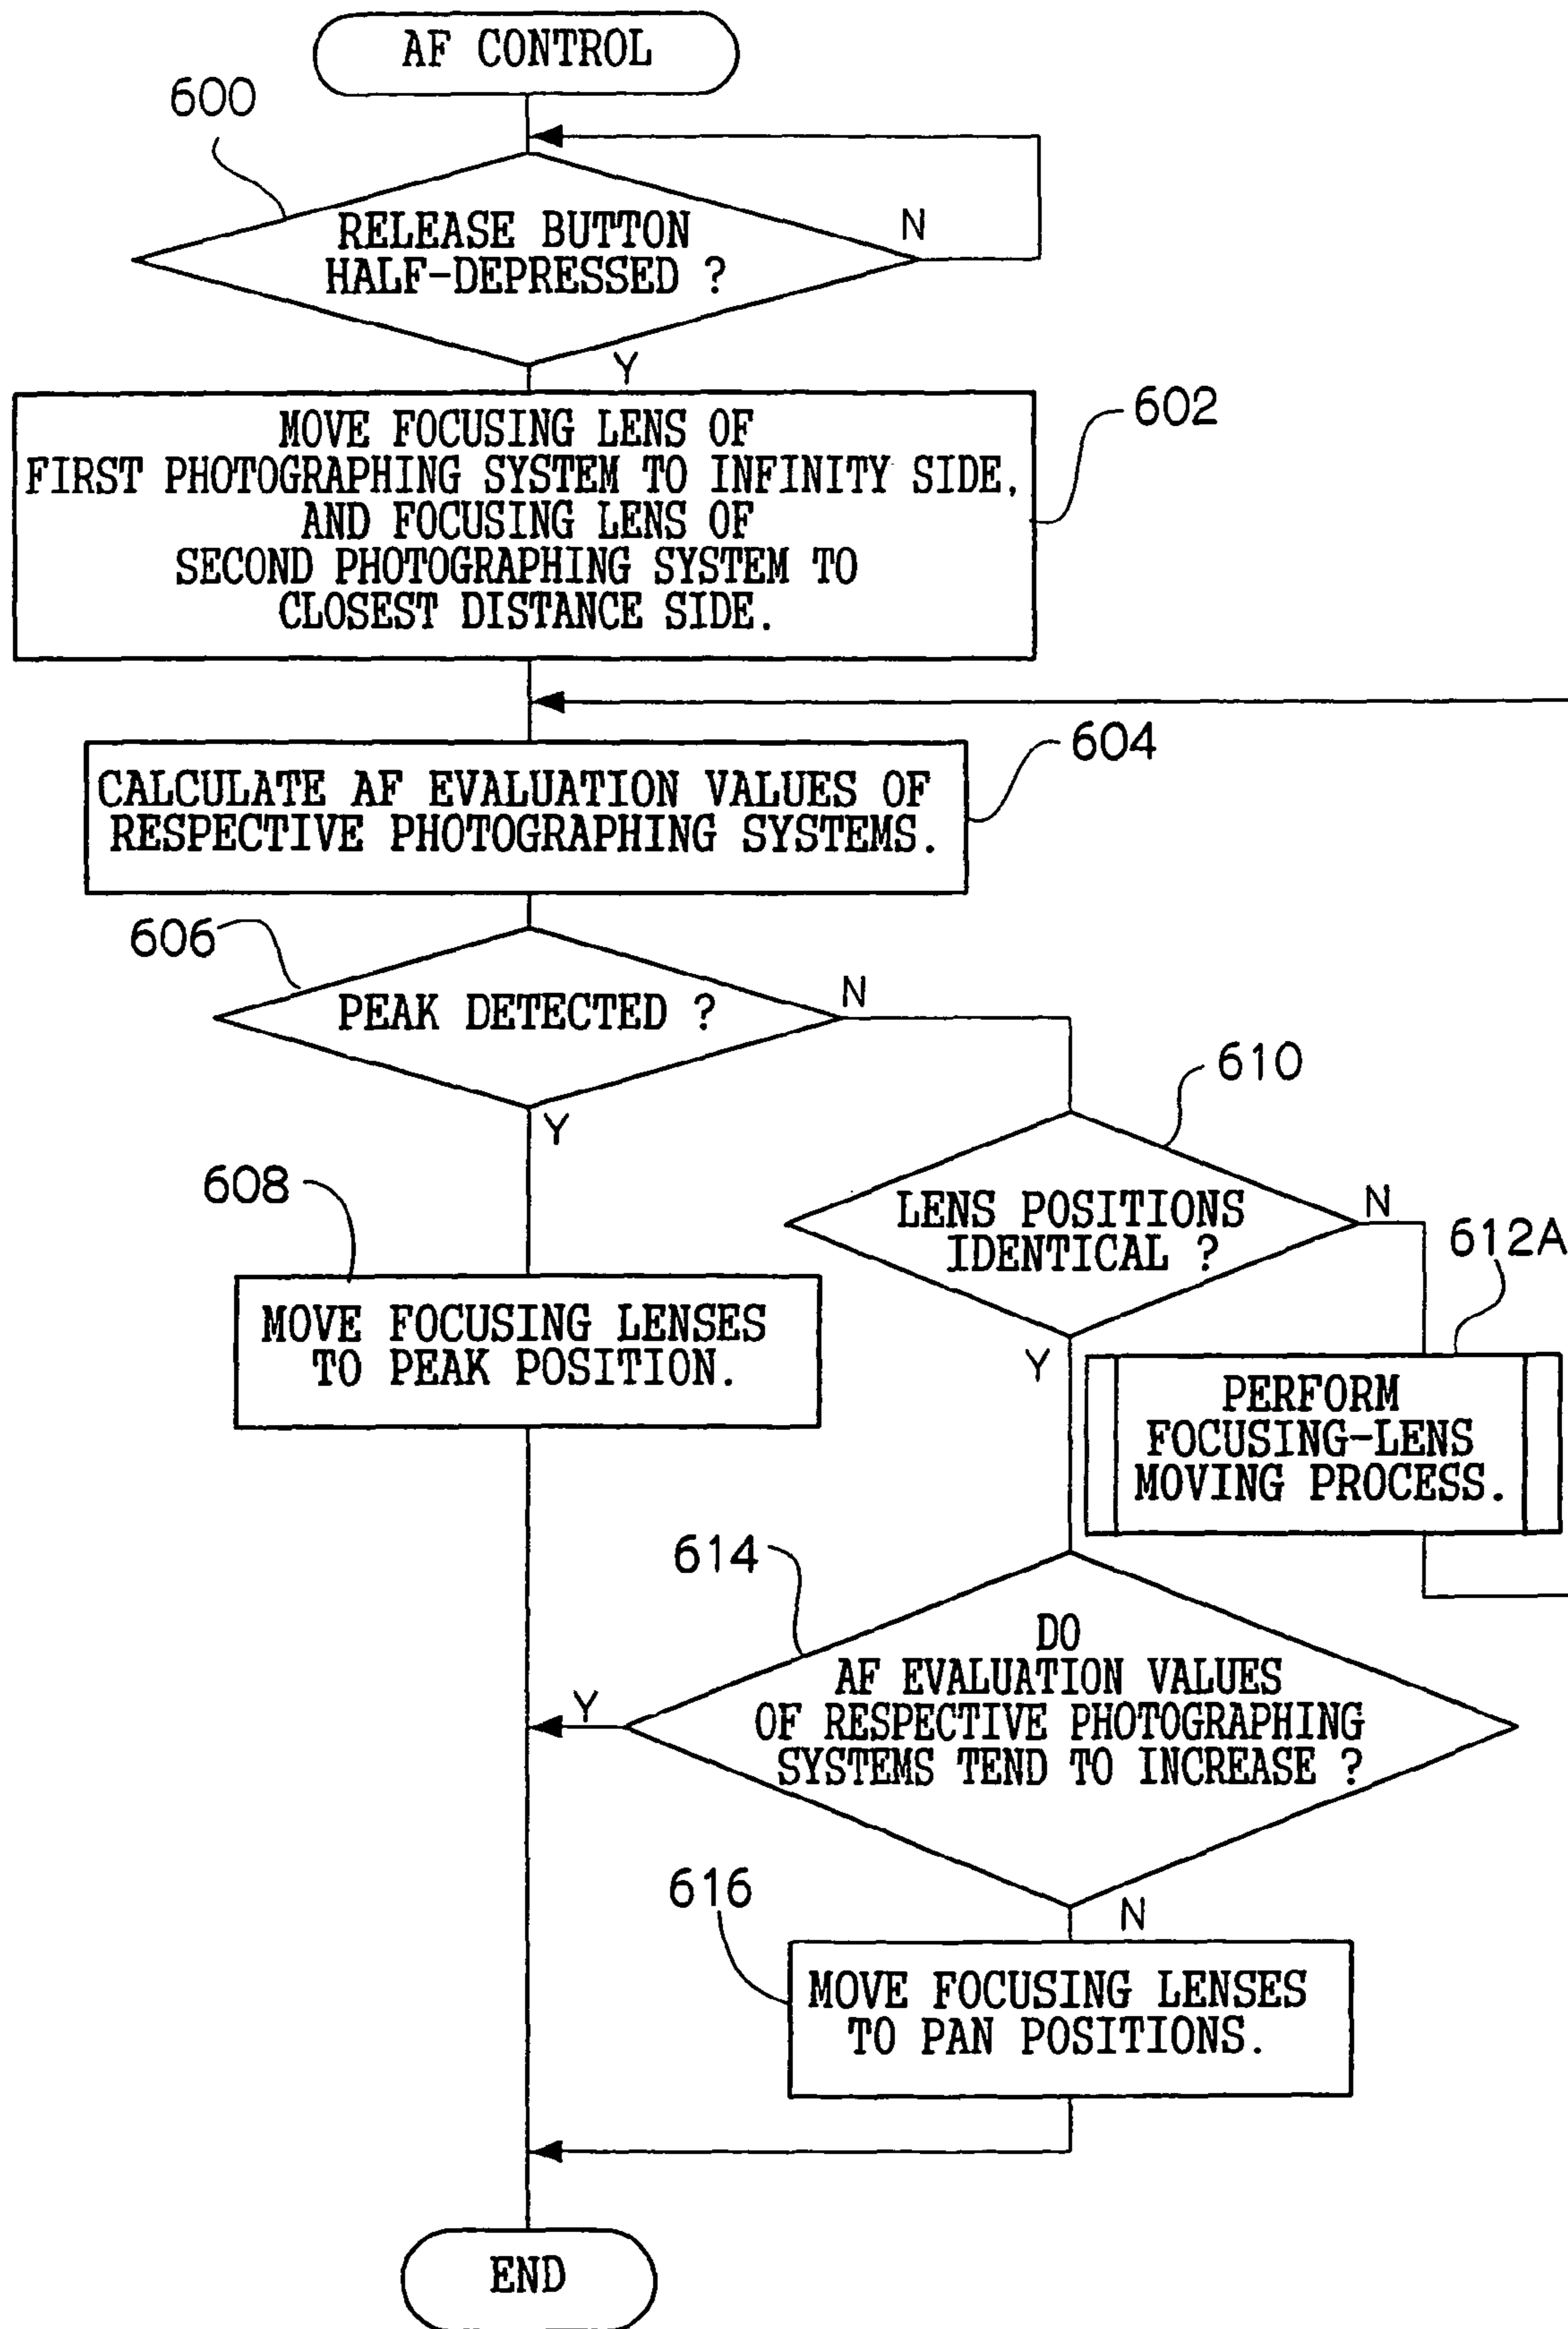 AF CONTROL
600
RELEASE BUTTON
HALF-DEPRESSED ?
N
Y
602
MOVE FOCUSING LENS OF
FIRST PHOTOGRAPHING SYSTEM TO INFINITY SIDE,
AND FOCUSING LENS OF
SECOND PHOTOGRAPHING SYSTEM TO
CLOSEST DISTANCE SIDE.
604
CALCULATE AF EVALUATION VALUES OF
RESPECTIVE PHOTOGRAPHING SYSTEMS.
606
PEAK DETECTED ?
N
Y
610
LENS POSITIONS
IDENTICAL ?
N
Y
608
MOVE FOCUSING LENSES
TO PEAK POSITION.
612A
PERFORM
FOCUSING-LENS
MOVING PROCESS.
614
DO
AF EVALUATION VALUES
OF RESPECTIVE PHOTOGRAPHING
SYSTEMS TEND TO INCREASE ?
Y
N
616
MOVE FOCUSING LENSES
TO PAN POSITIONS.
END